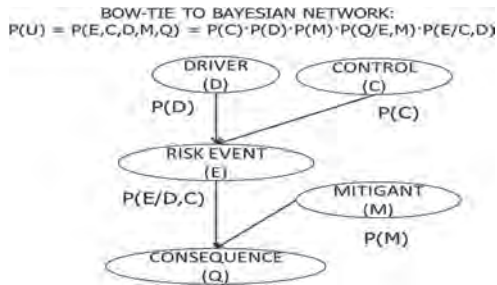 BOW-TIE TO BAYESIAN NETWORK:
P(U) = P(E,C,D,M,Q) = P(C)·P(D)·P(M)·P(Q/E,M)·P(E/C,D)
DRIVER
(D)
CONTROL
(C)
P(D)
P(C)
RISK EVENT
(E)
P(E/D,C)
MITIGANT
(M)
P(M)
CONSEQUENCE
(Q)